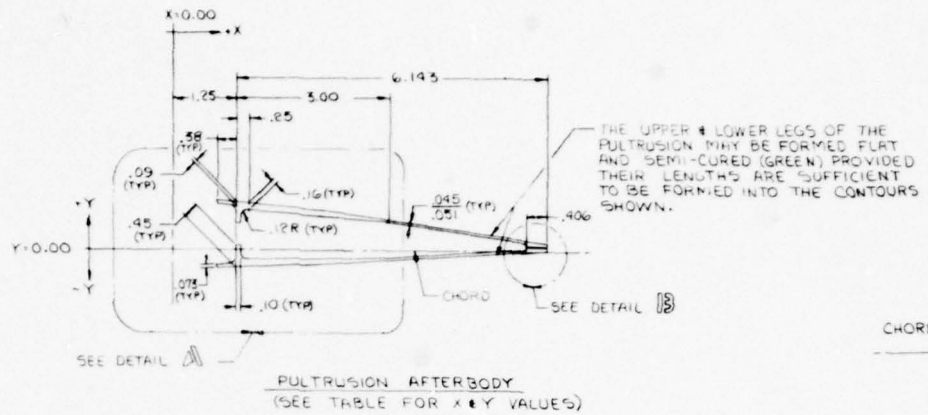 X=0.00
+X
6.143
1.25
3.00
.25
.38
(TYP)
.09
(TYP)
.16 (TYP)
THE UPPER & LOWER LEGS OF THE
PULTRUSION MAY BE FORMED FLAT
AND SEMI-CURED (GREEN) PROVIDED
THEIR LENGTHS ARE SUFFICIENT
TO BE FORMED INTO THE CONTOURS
SHOWN.
.045 (TYP)
.051
.406
+Y
.45
(TYP)
.12R (TYP)
Y=0.00
-Y
.073
(TYP)
.10 (TYP)
CHORD
SEE DETAIL B
CHORD
SEE DETAIL A
PULTRUSION AFTERBODY
(SEE TABLE FOR X & Y VALUES)